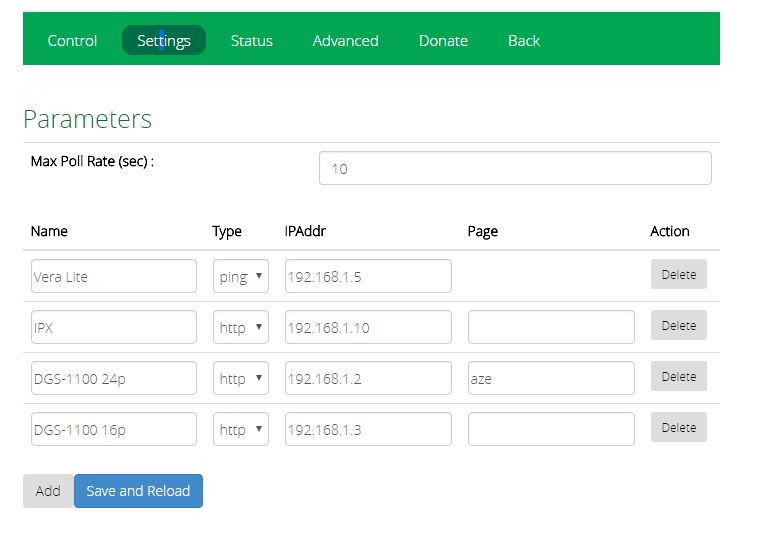 Control Settings Status Advanced Donate Back
Parameters
Max Poll Rate (sec) : 10
Name Type IPAddr Page Action
Vera Lite ping 192.168.1.5 Delete
IPX http 192.168.1.10 Delete
DGS-1100 24p http 192.168.1.2 aze Delete
DGS-1100 16p http 192.168.1.3 Delete
Add Save and Reload